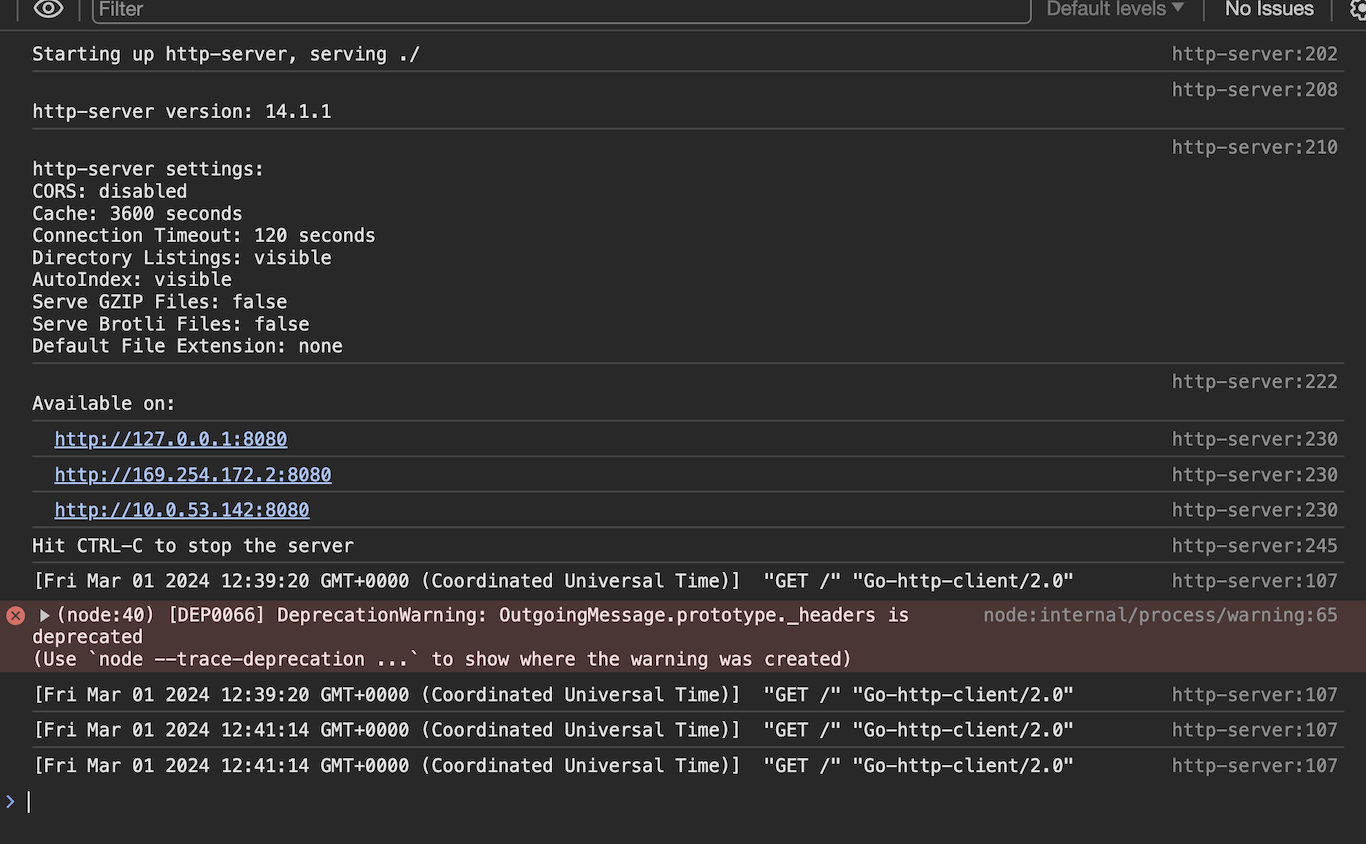 Filter
Default levels ▼
No Issues
Starting up http-server, serving ./
http-server:202
http-server:208
http-server version: 14.1.1
http-server:210
http-server settings:
CORS: disabled
Cache: 3600 seconds
Connection Timeout: 120 seconds
Directory Listings: visible
AutoIndex: visible
Serve GZIP Files: false
Serve Brotli Files: false
Default File Extension: none
http-server:222
Available on:
http://127.0.0.1:8080
http-server:230
http://169.254.172.2:8080
http-server:230
http://10.0.53.142:8080
http-server:230
Hit CTRL-C to stop the server
http-server:245
[Fri Mar 01 2024 12:39:20 GMT+0000 (Coordinated Universal Time)]  "GET /" "Go-http-client/2.0"
http-server:107
(node:40) [DEP0066] DeprecationWarning: OutgoingMessage.prototype._headers is
node:internal/process/warning:65
deprecated
(Use `node --trace-deprecation ...` to show where the warning was created)
[Fri Mar 01 2024 12:39:20 GMT+0000 (Coordinated Universal Time)]  "GET /" "Go-http-client/2.0"
http-server:107
[Fri Mar 01 2024 12:41:14 GMT+0000 (Coordinated Universal Time)]  "GET /" "Go-http-client/2.0"
http-server:107
[Fri Mar 01 2024 12:41:14 GMT+0000 (Coordinated Universal Time)]  "GET /" "Go-http-client/2.0"
http-server:107